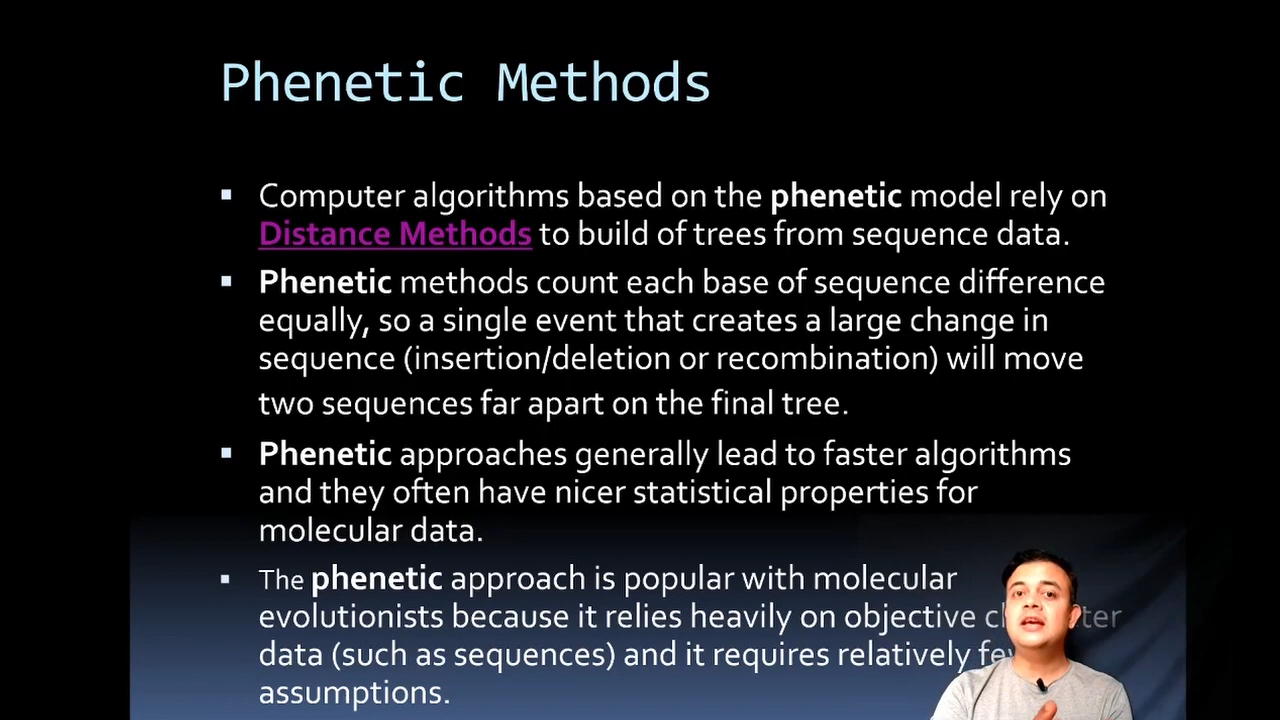 Phenetic Methods
▪ Computer algorithms based on the phenetic model rely on
Distance Methods to build of trees from sequence data.
▪ Phenetic methods count each base of sequence difference
equally, so a single event that creates a large change in
sequence (insertion/deletion or recombination) will move
two sequences far apart on the final tree.
▪ Phenetic approaches generally lead to faster algorithms
and they often have nicer statistical properties for
molecular data.
▪ The phenetic approach is popular with molecular
evolutionists because it relies heavily on objective
data (such as sequences) and it requires relatively
assumptions.